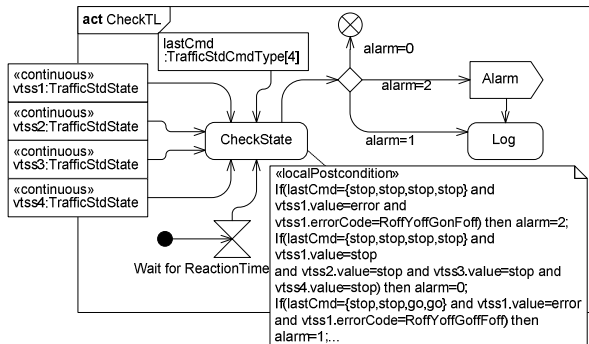 act CheckTL
lastCmd
:TrafficStdCmdType[4]
«continuous»
vtss1:TrafficStdState
«continuous»
vtss2:TrafficStdState
«continuous»
vtss3:TrafficStdState
«continuous»
vtss4:TrafficStdState
CheckState
alarm=0
alarm=2
alarm=1
Alarm
Log
Wait for ReactionTime
«localPostcondition»
If(lastCmd={stop,stop,stop,stop} and
vtss1.value=error and
vtss1.errorCode=RoffYoffGonFoff) then alarm=2;
If(lastCmd={stop,stop,stop,stop} and
vtss1.value=stop
and vtss2.value=stop and vtss3.value=stop and
vtss4.value=stop) then alarm=0;
If(lastCmd={stop,stop,go,go} and vtss1.value=error
and vtss1.errorCode=RoffYoffGoffFoff) then
alarm=1;...